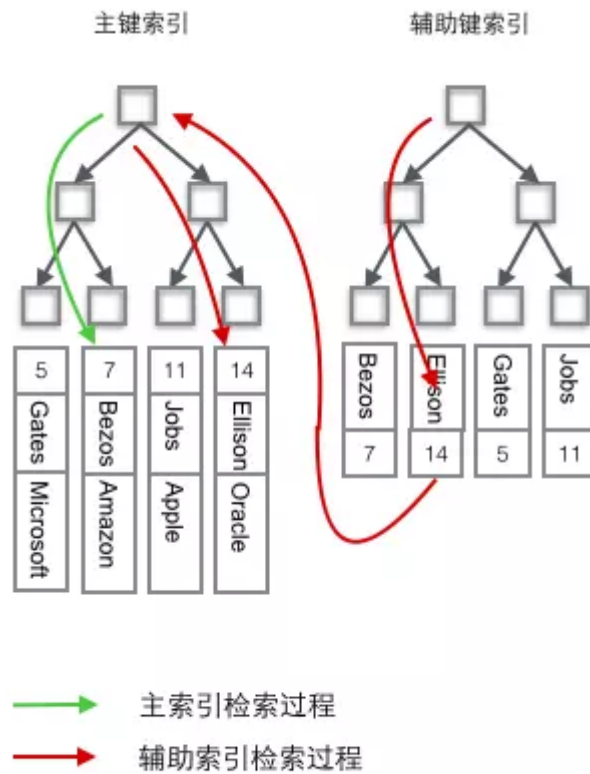 主键索引
辅助键索引
5
7
11
14
Gates
Bezos
Jobs
Ellison
Microsoft
Amazon
Apple
Oracle
Bezos
Ellison
Gates
Jobs
7
14
5
11
主索引检索过程
辅助索引检索过程